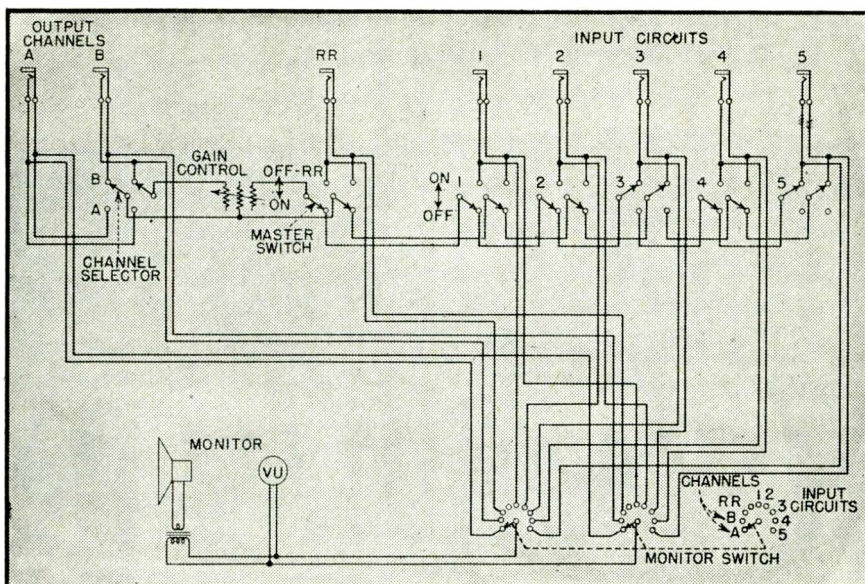 OUTPUT CHANNELS
A B RR
INPUT CIRCUITS
1 2 3 4 5
GAIN CONTROL
OFF-RR
ON
B
A
CHANNEL SELECTOR
MASTER SWITCH
ON
OFF
1 2 3 4 5
MONITOR
VU
CHANNELS
RR
B
A
1 2
3
4
5
INPUT CIRCUITS
MONITOR SWITCH